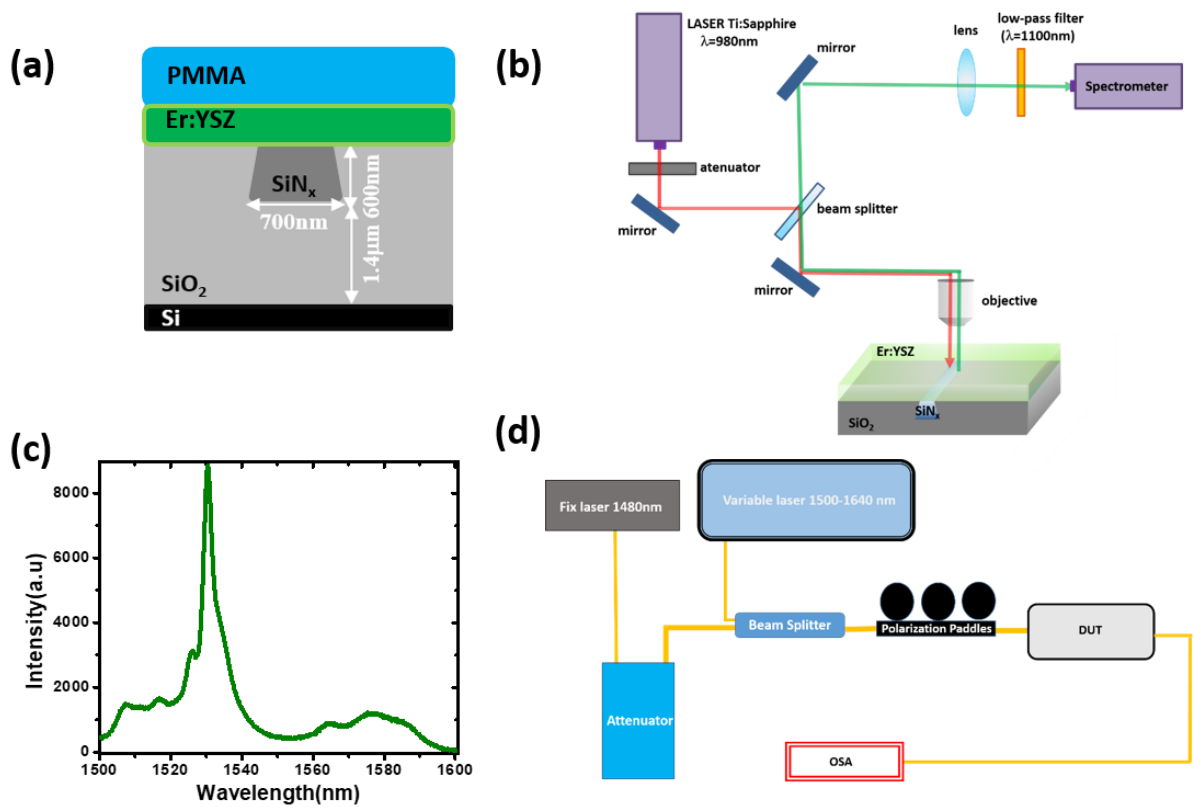 (a)
PMMA
Er:YSZ
SiNx
700nm
600nm
1.4μm
SiO2
Si
(b)
LASER Ti:Sapphire
λ=980nm
mirror
lens
low-pass filter
(λ=1100nm)
Spectrometer
atenuator
mirror
beam splitter
mirror
objective
Er:YSZ
SiNx
SiO2
(c)
Intensity(a.u)
8000
6000
4000
2000
0
1500 1520 1540 1560 1580 1600
Wavelength(nm)
(d)
Fix laser 1480nm
Variable laser 1500-1640 nm
Beam Splitter
Polarization Paddles
DUT
Attenuator
OSA